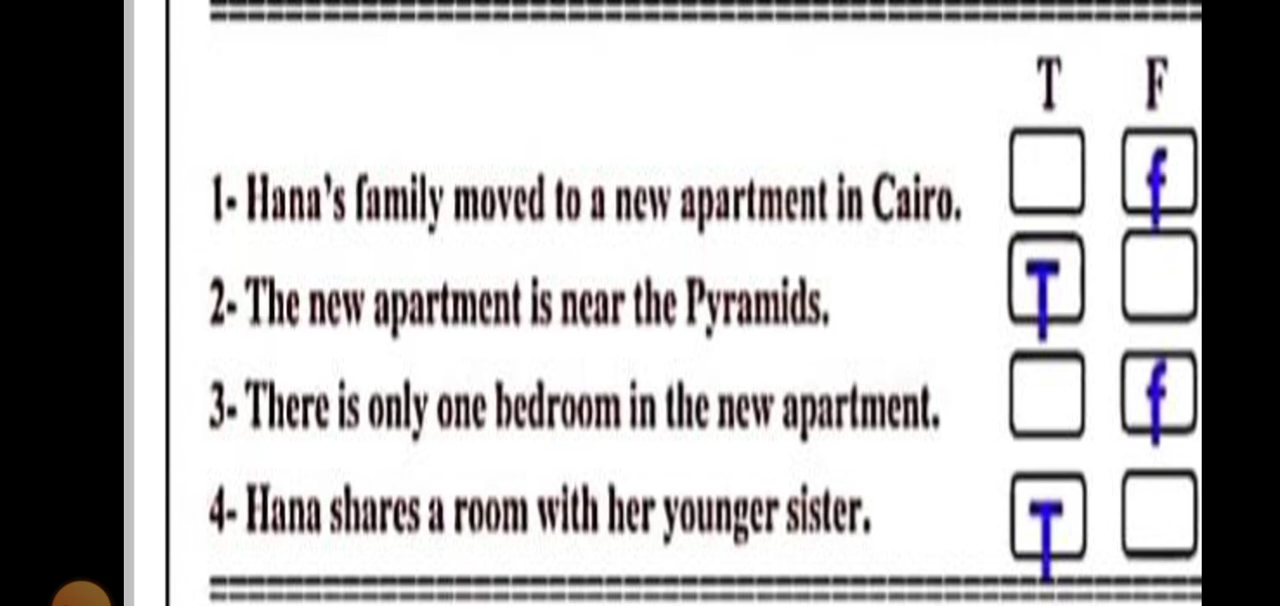 T F
1- Hana's family moved to a new apartment in Cairo. f
2- The new apartment is near the Pyramids. T
3- There is only one bedroom in the new apartment. f
4- Hana shares a room with her younger sister. T